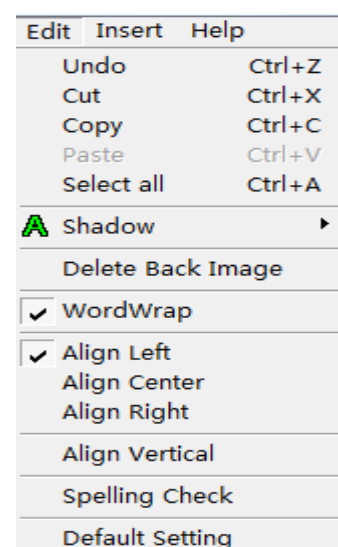 Edit Insert Help
Undo Ctrl+Z
Cut Ctrl+X
Copy Ctrl+C
Paste Ctrl+V
Select all Ctrl+A
A Shadow
Delete Back Image
WordWrap
Align Left
Align Center
Align Right
Align Vertical
Spelling Check
Default Setting